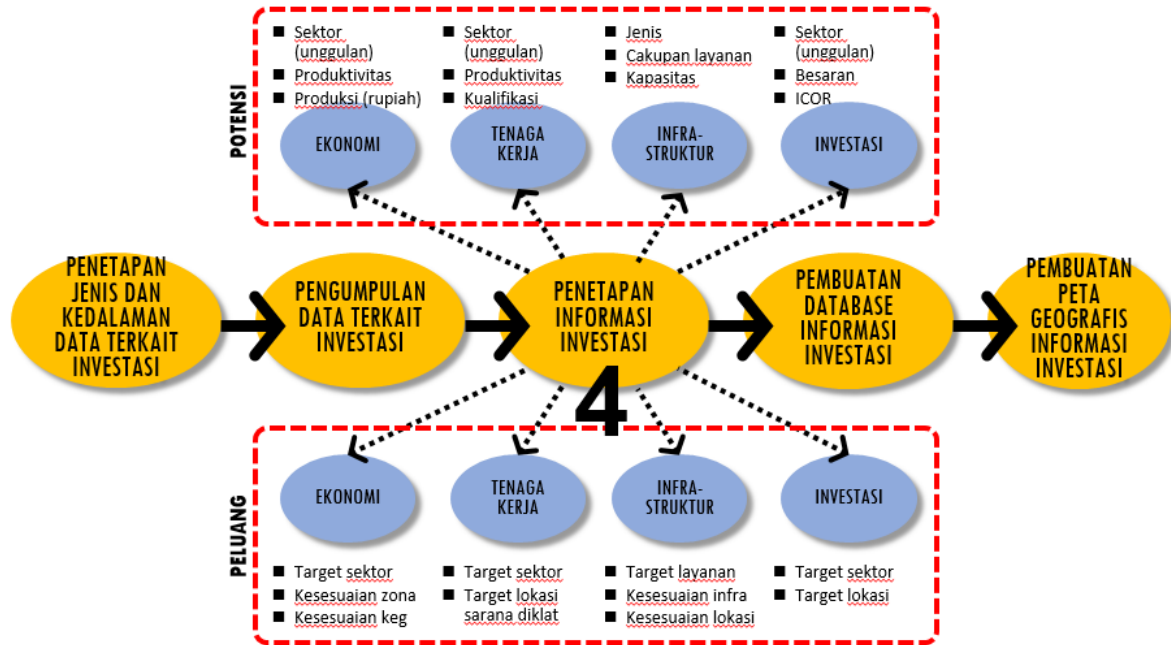 POTENSI
■ Sektor
(unggulan)
■ Produktivitas
■ Produksi (rupiah)
EKONOMI
■ Sektor
(unggulan)
■ Produktivitas
■ Kualifikasi
TENAGA
KERJA
■ Jenis
■ Cakupan layanan
■ Kapasitas
INFRA-
STRUKTUR
■ Sektor
(unggulan)
■ Besaran
■ ICOR
INVESTASI
PENETAPAN
JENIS DAN
KEDALAMAN
DATA TERKAIT
INVESTASI
PENGUMPULAN
DATA TERKAIT
INVESTASI
PENETAPAN
INFORMASI
INVESTASI
4
PEMBUATAN
DATABASE
INFORMASI
INVESTASI
PEMBUATAN
PETA
GEOGRAFIS
INFORMASI
INVESTASI
PELUANG
EKONOMI
■ Target sektor
■ Kesesuaian zona
■ Kesesuaian keg
TENAGA
KERJA
■ Target sektor
■ Target lokasi
sarana diklat
INFRA-
STRUKTUR
■ Target layanan
■ Kesesuaian infra
■ Kesesuaian lokasi
INVESTASI
■ Target sektor
■ Target lokasi